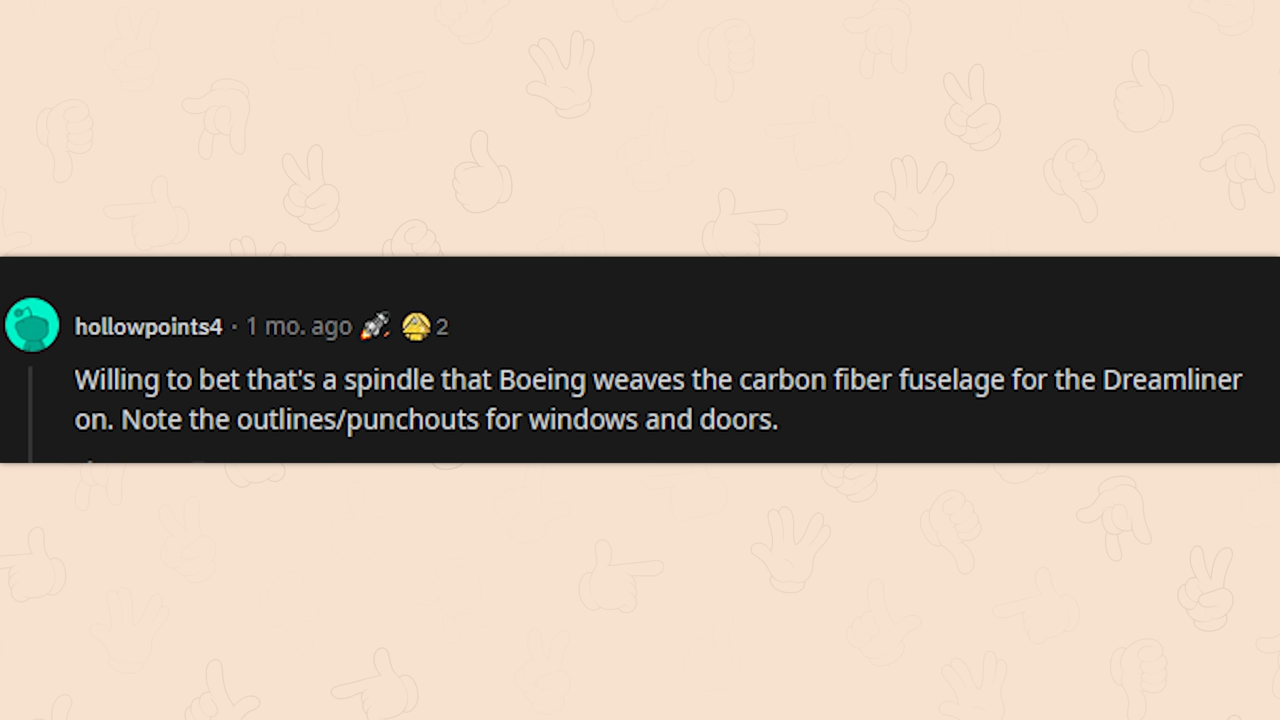 hollowpoints4 · 1 mo. ago 2
Willing to bet that's a spindle that Boeing weaves the carbon fiber fuselage for the Dreamliner
on. Note the outlines/punchouts for windows and doors.